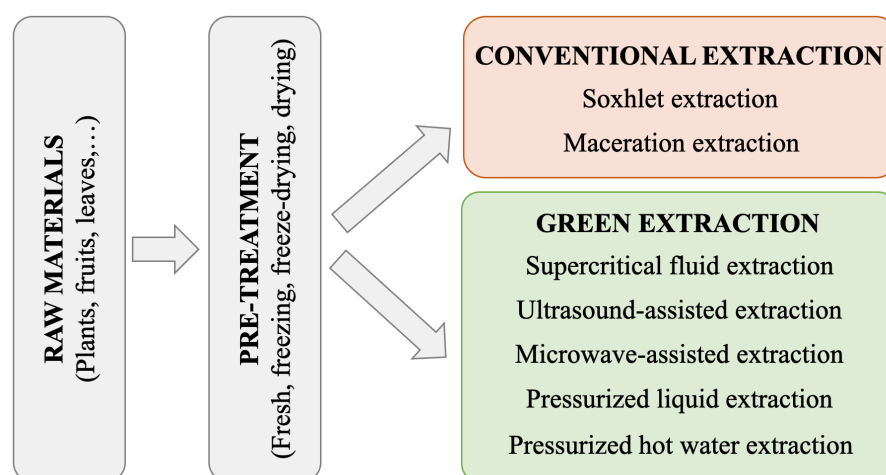 RAW MATERIALS
(Plants, fruits, leaves,…)
PRE-TREATMENT
(Fresh, freezing, freeze-drying, drying)
CONVENTIONAL EXTRACTION
Soxhlet extraction
Maceration extraction
GREEN EXTRACTION
Supercritical fluid extraction
Ultrasound-assisted extraction
Microwave-assisted extraction
Pressurized liquid extraction
Pressurized hot water extraction